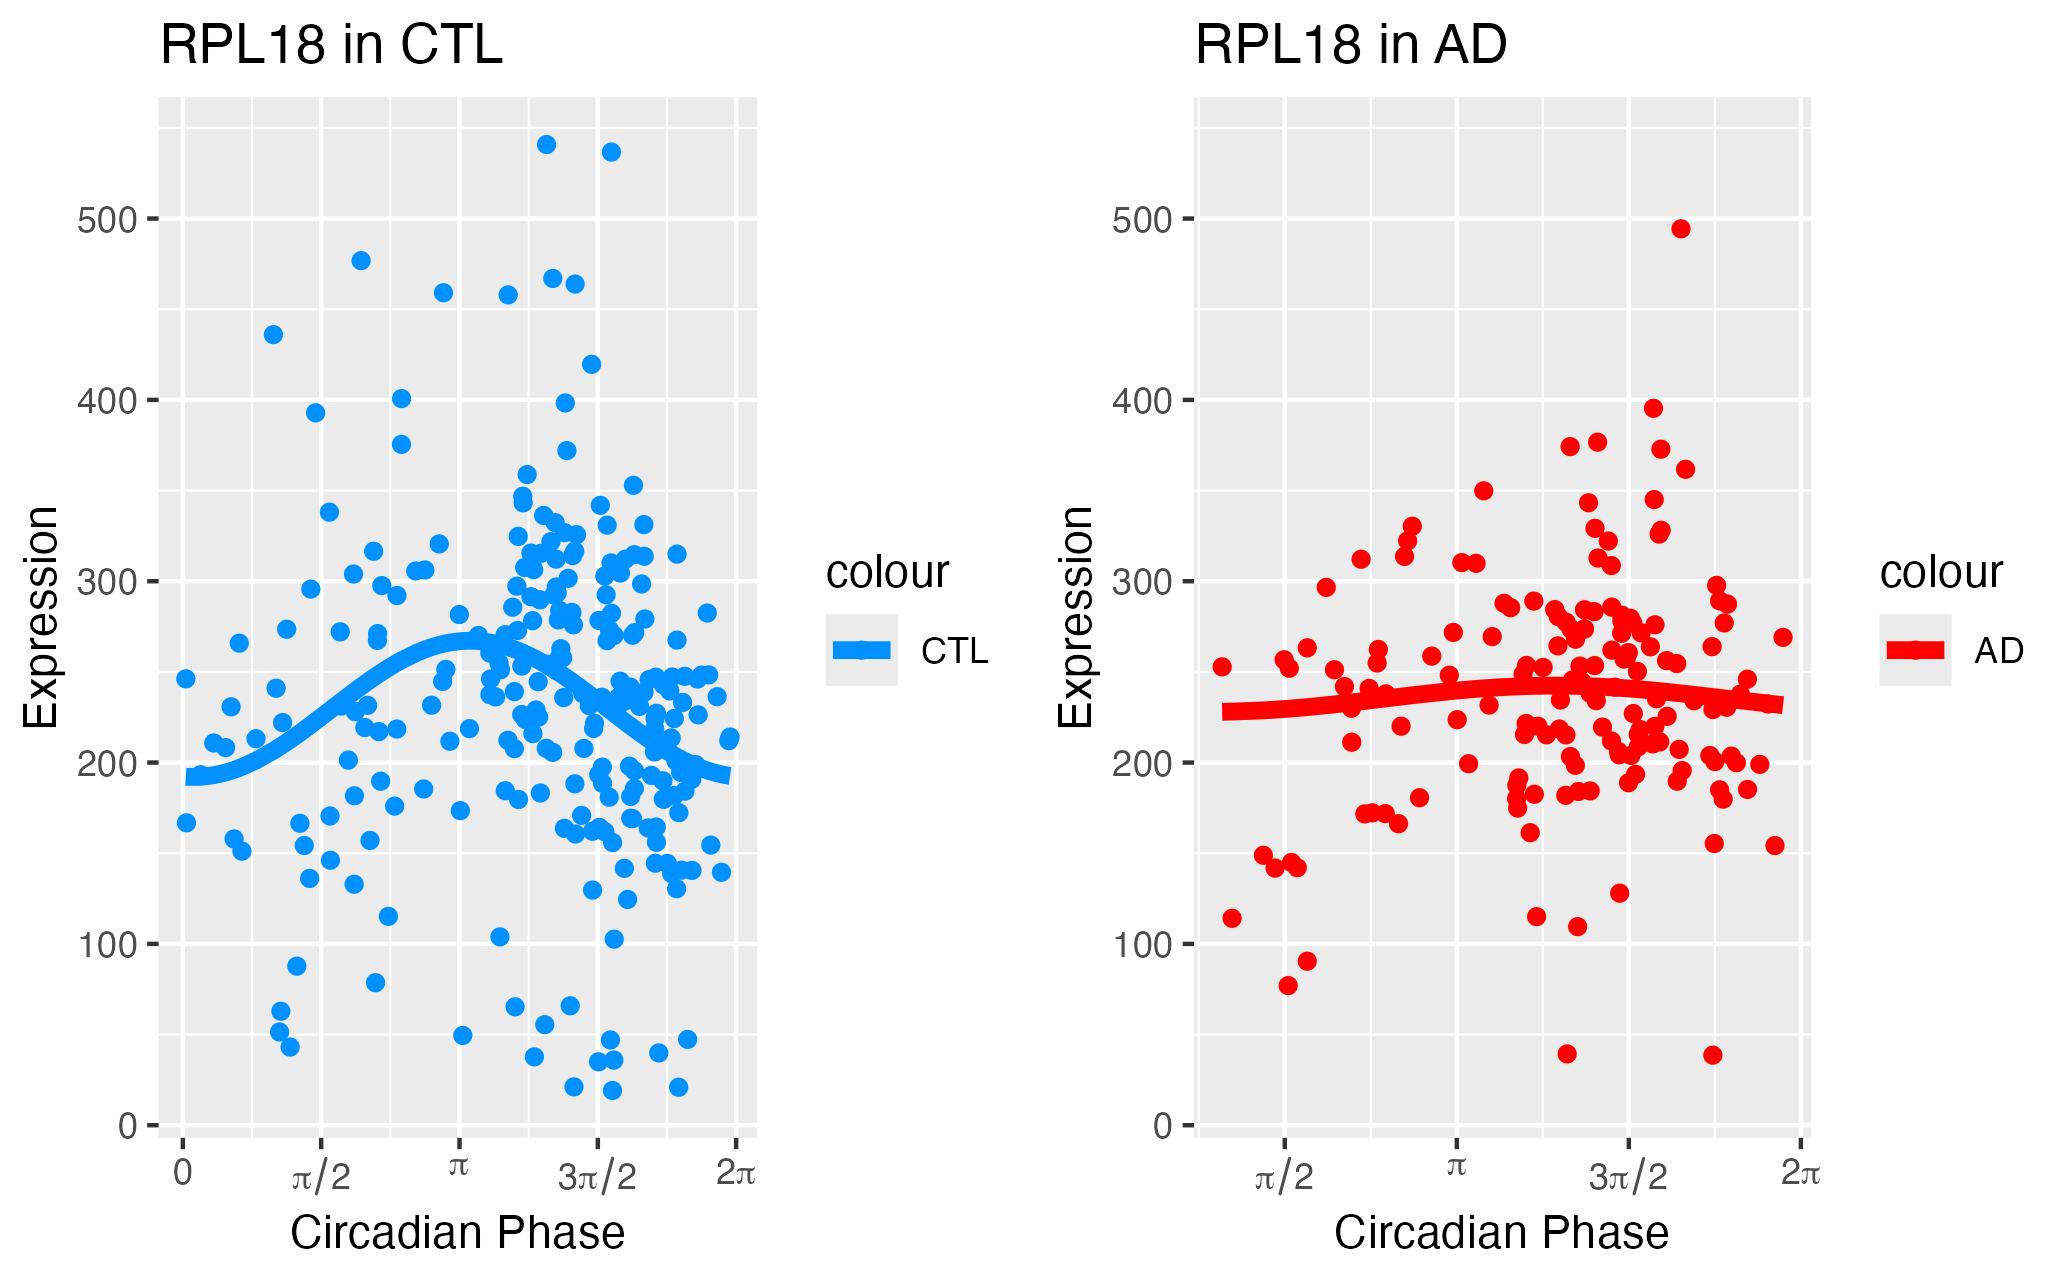 RPL18 in CTL
Expression
500
400
300
200
100
0
0 π/2 π 3π/2 2π
Circadian Phase
colour
CTL
RPL18 in AD
Expression
500
400
300
200
100
0
π/2 π 3π/2 2π
Circadian Phase
colour
AD